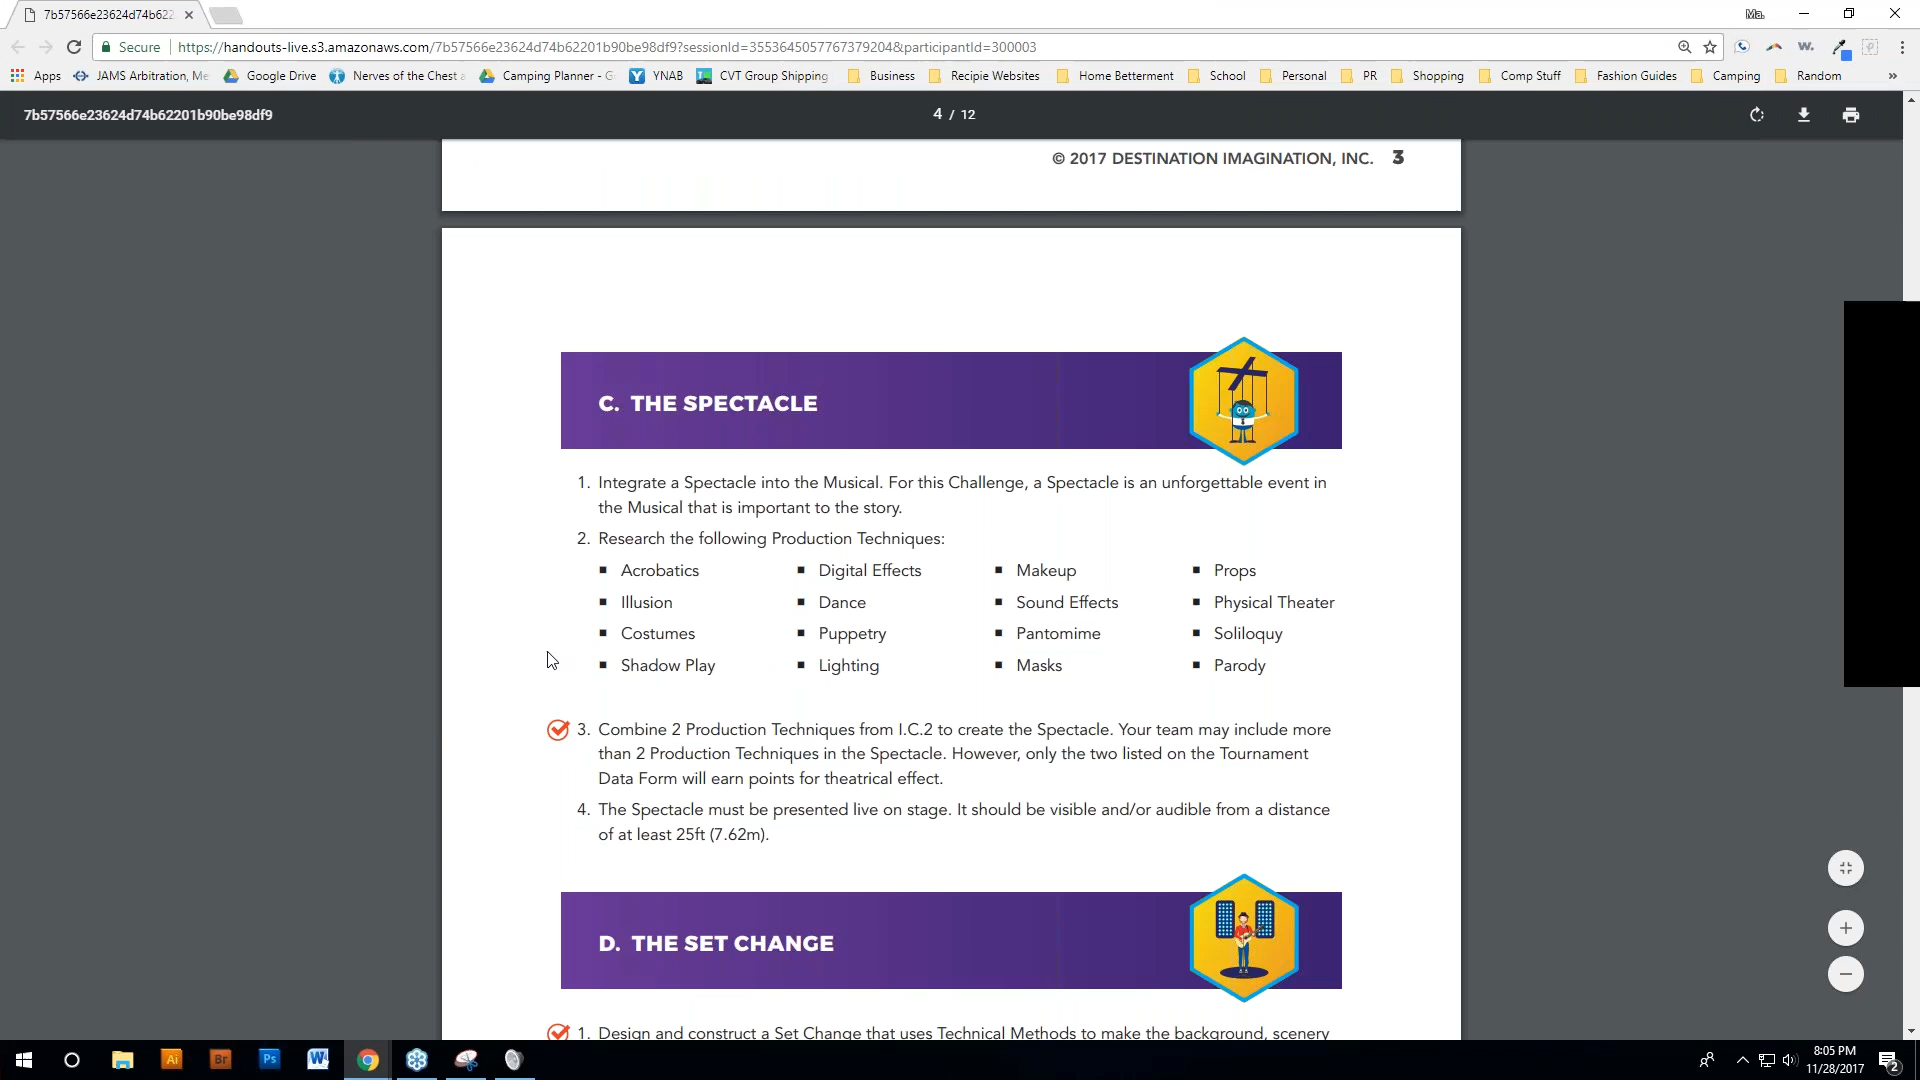 7b57566e23624d74b622
Ma.
Secure https://handouts-live.s3.amazonaws.com/7b57566e23624d74b62201b90be98df9?sessionId=3553645057767379204&participantId=300003
Apps JAMS Arbitration, Me Google Drive Nerves of the Chest a Camping Planner - G YNAB CVT Group Shipping Business Recipie Websites Home Betterment School Personal PR Shopping Comp Stuff Fashion Guides Camping Random »
7b57566e23624d74b62201b90be98df9 4 / 12
© 2017 DESTINATION IMAGINATION, INC. 3
C. THE SPECTACLE
1. Integrate a Spectacle into the Musical. For this Challenge, a Spectacle is an unforgettable event in
the Musical that is important to the story.
2. Research the following Production Techniques:
▪ Acrobatics ▪ Digital Effects ▪ Makeup ▪ Props
▪ Illusion ▪ Dance ▪ Sound Effects ▪ Physical Theater
▪ Costumes ▪ Puppetry ▪ Pantomime ▪ Soliloquy
▪ Shadow Play ▪ Lighting ▪ Masks ▪ Parody
3. Combine 2 Production Techniques from I.C.2 to create the Spectacle. Your team may include more
than 2 Production Techniques in the Spectacle. However, only the two listed on the Tournament
Data Form will earn points for theatrical effect.
4. The Spectacle must be presented live on stage. It should be visible and/or audible from a distance
of at least 25ft (7.62m).
D. THE SET CHANGE
1. Design and construct a Set Change that uses Technical Methods to make the background, scenery
Ai Br Ps W
8:05 PM
11/28/2017
2